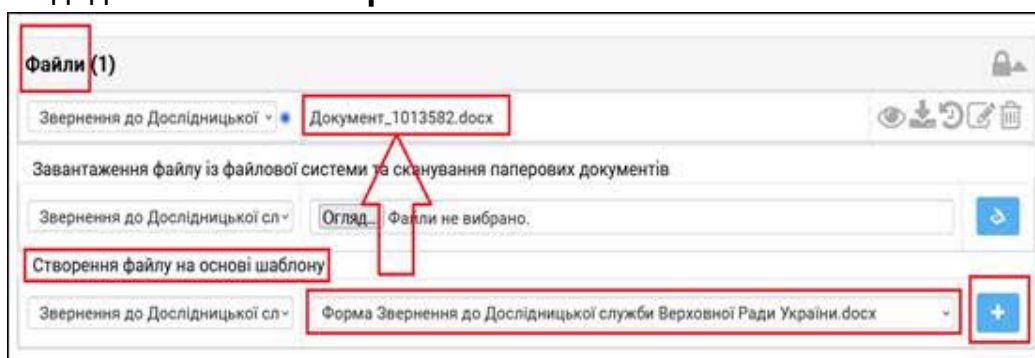 Файли (1)
Звернення до Дослідницької Документ_1013582.docx
Завантаження файлу із файлової системи та сканування паперових документів
Звернення до Дослідницької сл Огляд... Файли не вибрано.
Створення файлу на основі шаблону
Звернення до Дослідницької сл Форма Звернення до Дослідницької служби Верховної Ради України.docx